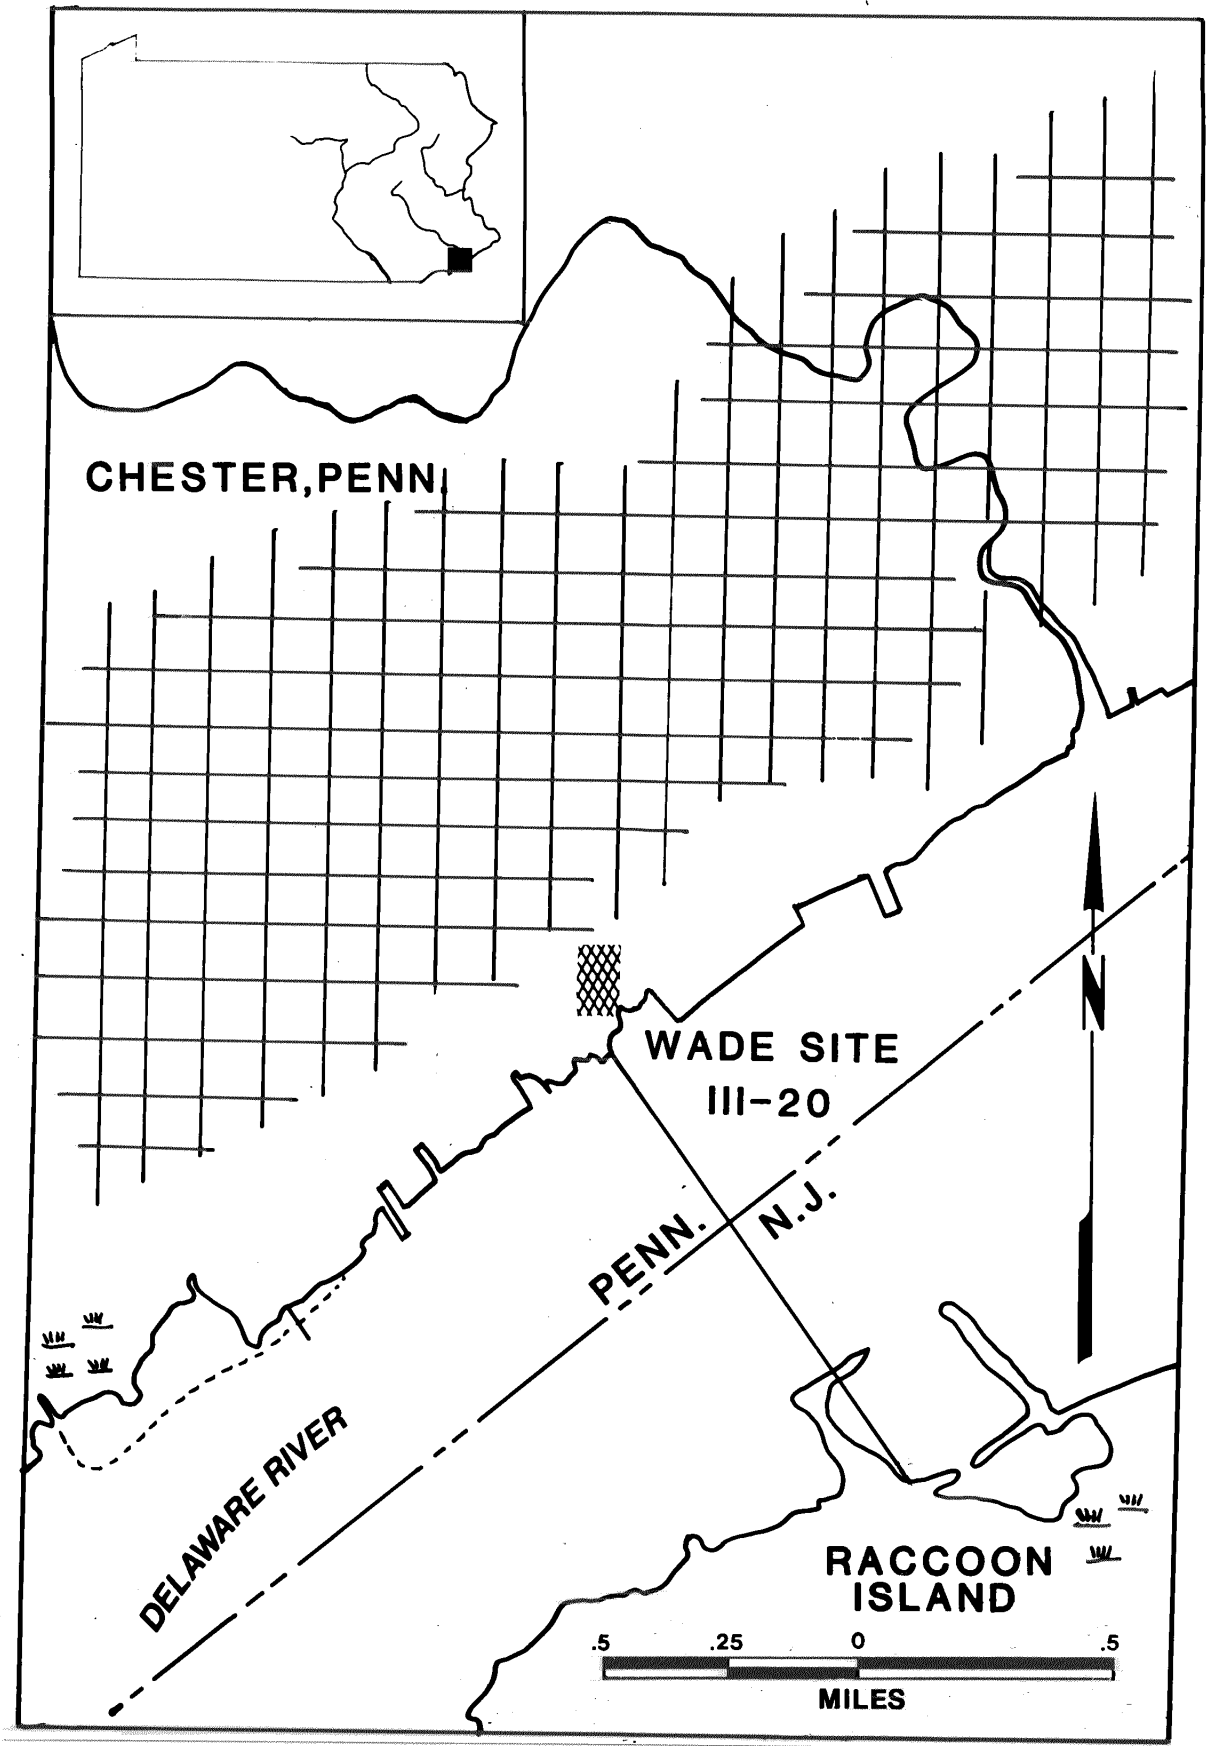 CHESTER, PENN.
N
WADE SITE
III-20
PENN.
N.J.
DELAWARE RIVER
RACCOON
ISLAND
.5 .25 0 .5
MILES